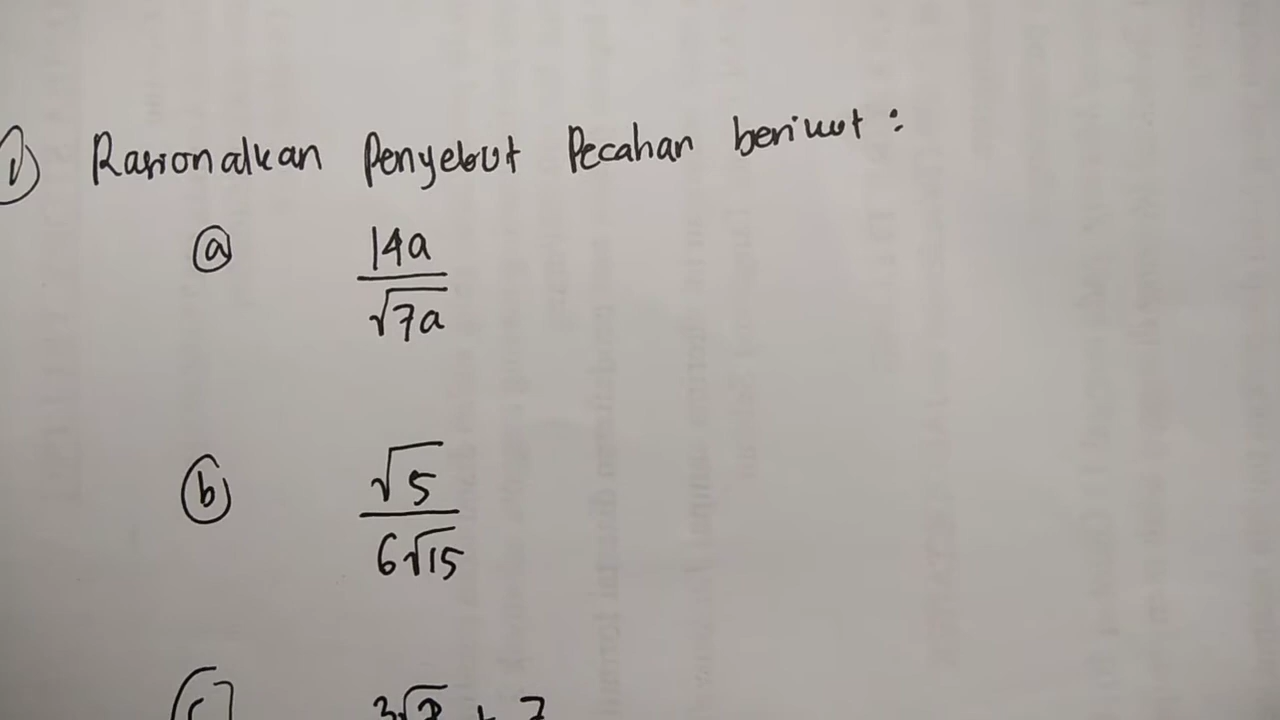 1) Rasionalkan Penyebut Pecahan berikut :
a 14a
√7a
b √5
6√15